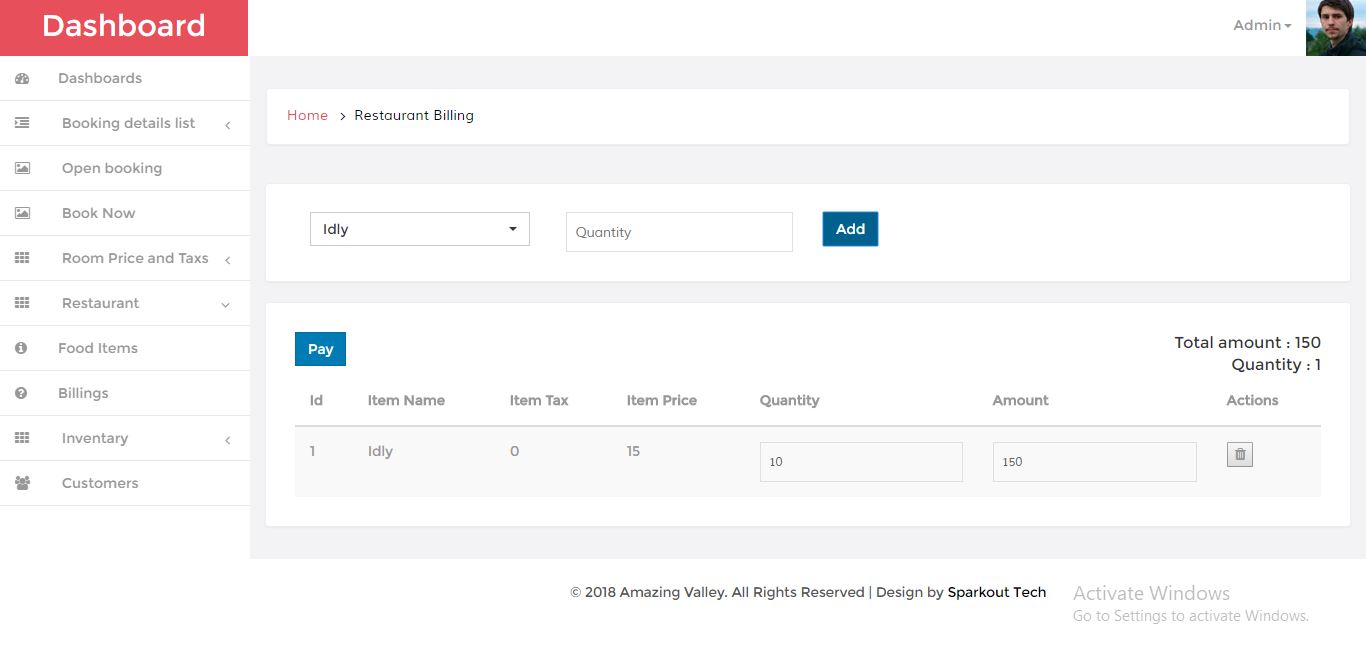 Dashboard
Admin
Dashboards
Booking details list
Open booking
Book Now
Room Price and Taxs
Restaurant
Food Items
Billings
Inventory
Customers
Home > Restaurant Billing
Idly Quantity Add
Pay
Total amount : 150
Quantity : 1
Id Item Name Item Tax Item Price Quantity Amount Actions
1 Idly 0 15 10 150
© 2018 Amazing Valley. All Rights Reserved | Design by Sparkout Tech
Activate Windows
Go to Settings to activate Windows.